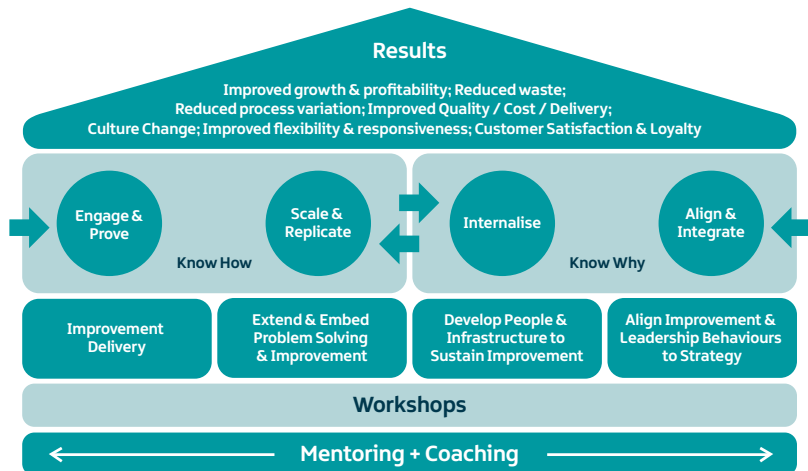 Results
Improved growth & profitability; Reduced waste;
Reduced process variation; Improved Quality / Cost / Delivery;
Culture Change; Improved flexibility & responsiveness; Customer Satisfaction & Loyalty
Engage &
Prove
Know How
Scale &
Replicate
Internalise
Know Why
Align &
Integrate
Improvement
Delivery
Extend & Embed
Problem Solving
& Improvement
Develop People &
Infrastructure to
Sustain Improvement
Align Improvement &
Leadership Behaviours
to Strategy
Workshops
Mentoring + Coaching